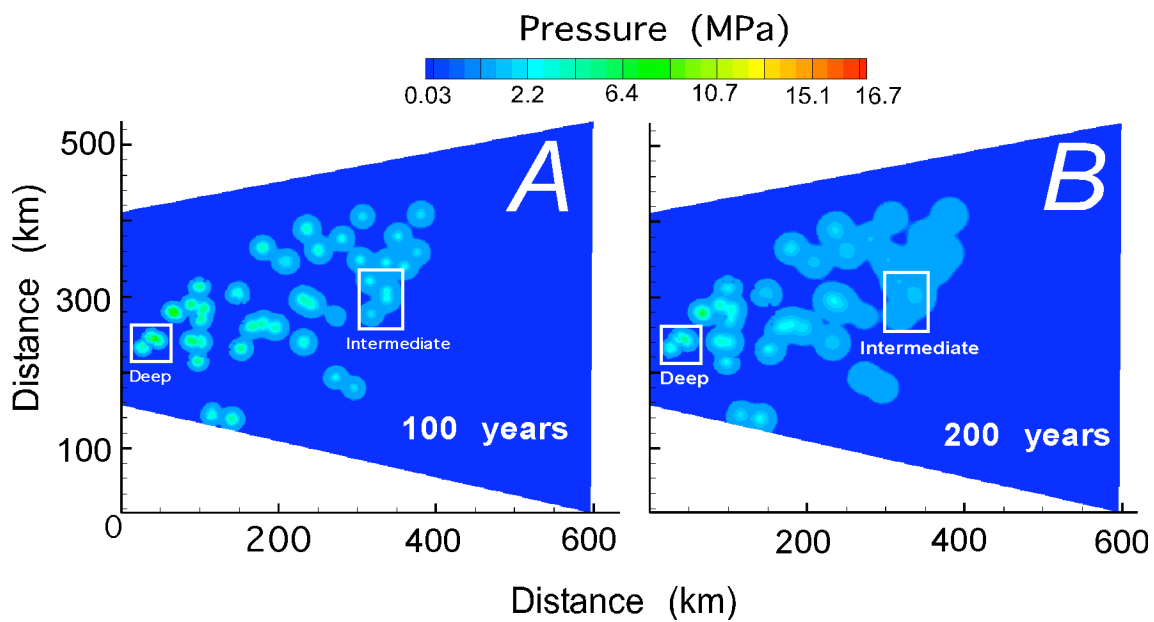 Pressure (MPa)
0.03 2.2 6.4 10.7 15.1 16.7
Distance (km)
500
300
100
0
A
Intermediate
Deep
100 years
200 400 600
B
Intermediate
Deep
200 years
200 400 600
Distance (km)